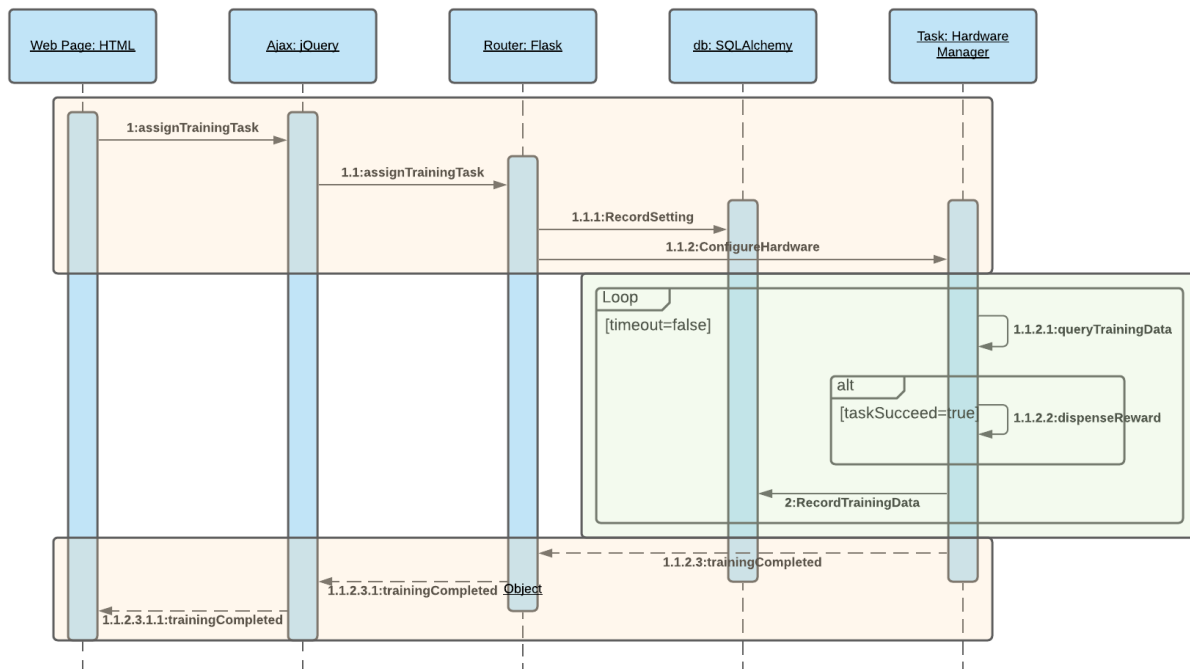 Web Page: HTML
Ajax: jQuery
Router: Flask
db: SOLAlchemy
Task: Hardware
Manager
1:assignTrainingTask
1.1:assignTrainingTask
1.1.1:RecordSetting
1.1.2:ConfigureHardware
Loop
[timeout=false]
1.1.2.1:queryTrainingData
alt
[taskSucceed=true]
1.1.2.2:dispenseReward
2:RecordTrainingData
1.1.2.3:trainingCompleted
1.1.2.3.1:trainingCompleted
Object
1.1.2.3.1.1:trainingCompleted